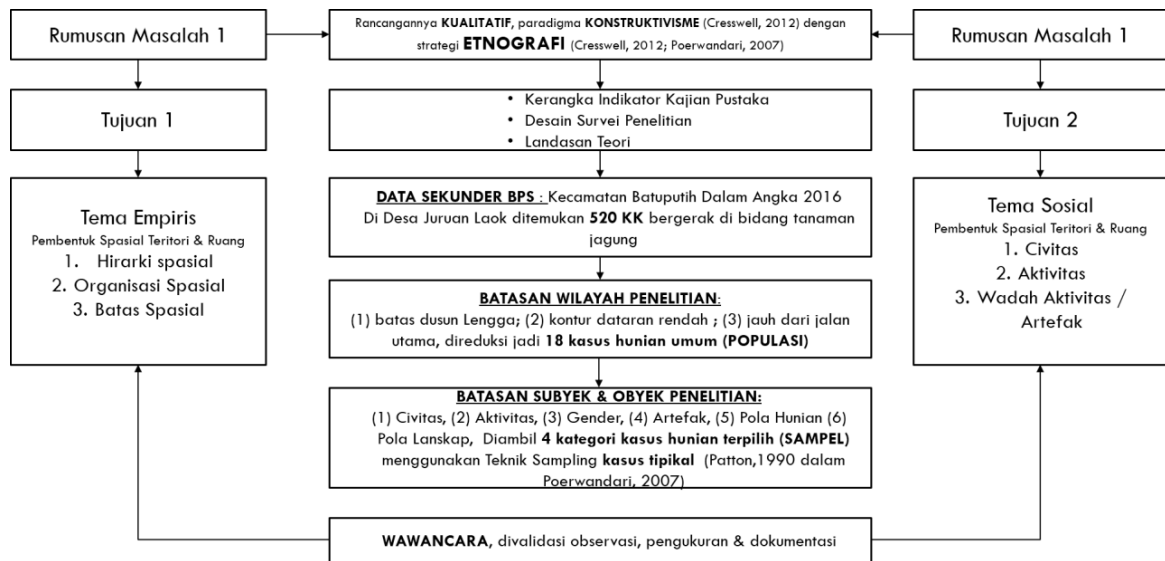 Rumusan Masalah 1
Rancangannya KUALITATIF, paradigma KONSTRUKTIVISME (Cresswell, 2012) dengan
strategi ETNOGRAFI (Cresswell, 2012; Poerwandari, 2007)
Rumusan Masalah 1
Tujuan 1
• Kerangka Indikator Kajian Pustaka
• Desain Survei Penelitian
• Landasan Teori
Tujuan 2
Tema Empiris
Pembentuk Spasial Teritori & Ruang
1. Hirarki spasial
2. Organisasi Spasial
3. Batas Spasial
DATA SEKUNDER BPS : Kecamatan Batuputih Dalam Angka 2016
Di Desa Juruan Laok ditemukan 520 KK bergerak di bidang tanaman
jagung
BATASAN WILAYAH PENELITIAN:
(1) batas dusun Lengga; (2) kontur dataran rendah ; (3) jauh dari jalan
utama, direduksi jadi 18 kasus hunian umum (POPULASI)
BATASAN SUBYEK & OBYEK PENELITIAN:
(1) Civitas, (2) Aktivitas, (3) Gender, (4) Artefak, (5) Pola Hunian (6)
Pola Lanskap, Diambil 4 kategori kasus hunian terpilih (SAMPEL)
menggunakan Teknik Sampling kasus tipikal (Patton,1990 dalam
Poerwandari, 2007)
Tema Sosial
Pembentuk Spasial Teritori & Ruang
1. Civitas
2. Aktivitas
3. Wadah Aktivitas /
Artefak
WAWANCARA, divalidasi observasi, pengukuran & dokumentasi